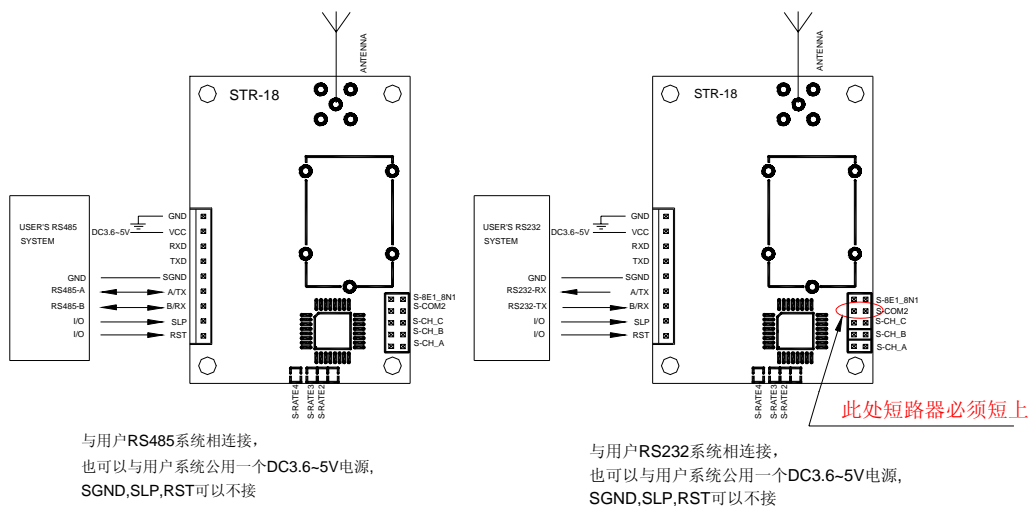 ANTENNA
STR-18
USER'S RS485
SYSTEM
GND
RS485-A
RS485-B
I/O
I/O
DC3.6~5V
GND
VCC
RXD
TXD
SGND
A/TX
B/RX
SLP
RST
S-8E1_8N1
S-COM2
S-CH_C
S-CH_B
S-CH_A
S-RATE4
S-RATE3
S-RATE2
与用户RS485系统相连接，
也可以与用户系统公用一个DC3.6~5V电源,
SGND,SLP,RST可以不接
ANTENNA
STR-18
USER'S RS232
SYSTEM
GND
RS232-RX
RS232-TX
I/O
I/O
DC3.6~5V
GND
VCC
RXD
TXD
SGND
A/TX
B/RX
SLP
RST
S-8E1_8N1
S-COM2
S-CH_C
S-CH_B
S-CH_A
S-RATE4
S-RATE3
S-RATE2
此处短路器必须短上
与用户RS232系统相连接，
也可以与用户系统公用一个DC3.6~5V电源,
SGND,SLP,RST可以不接